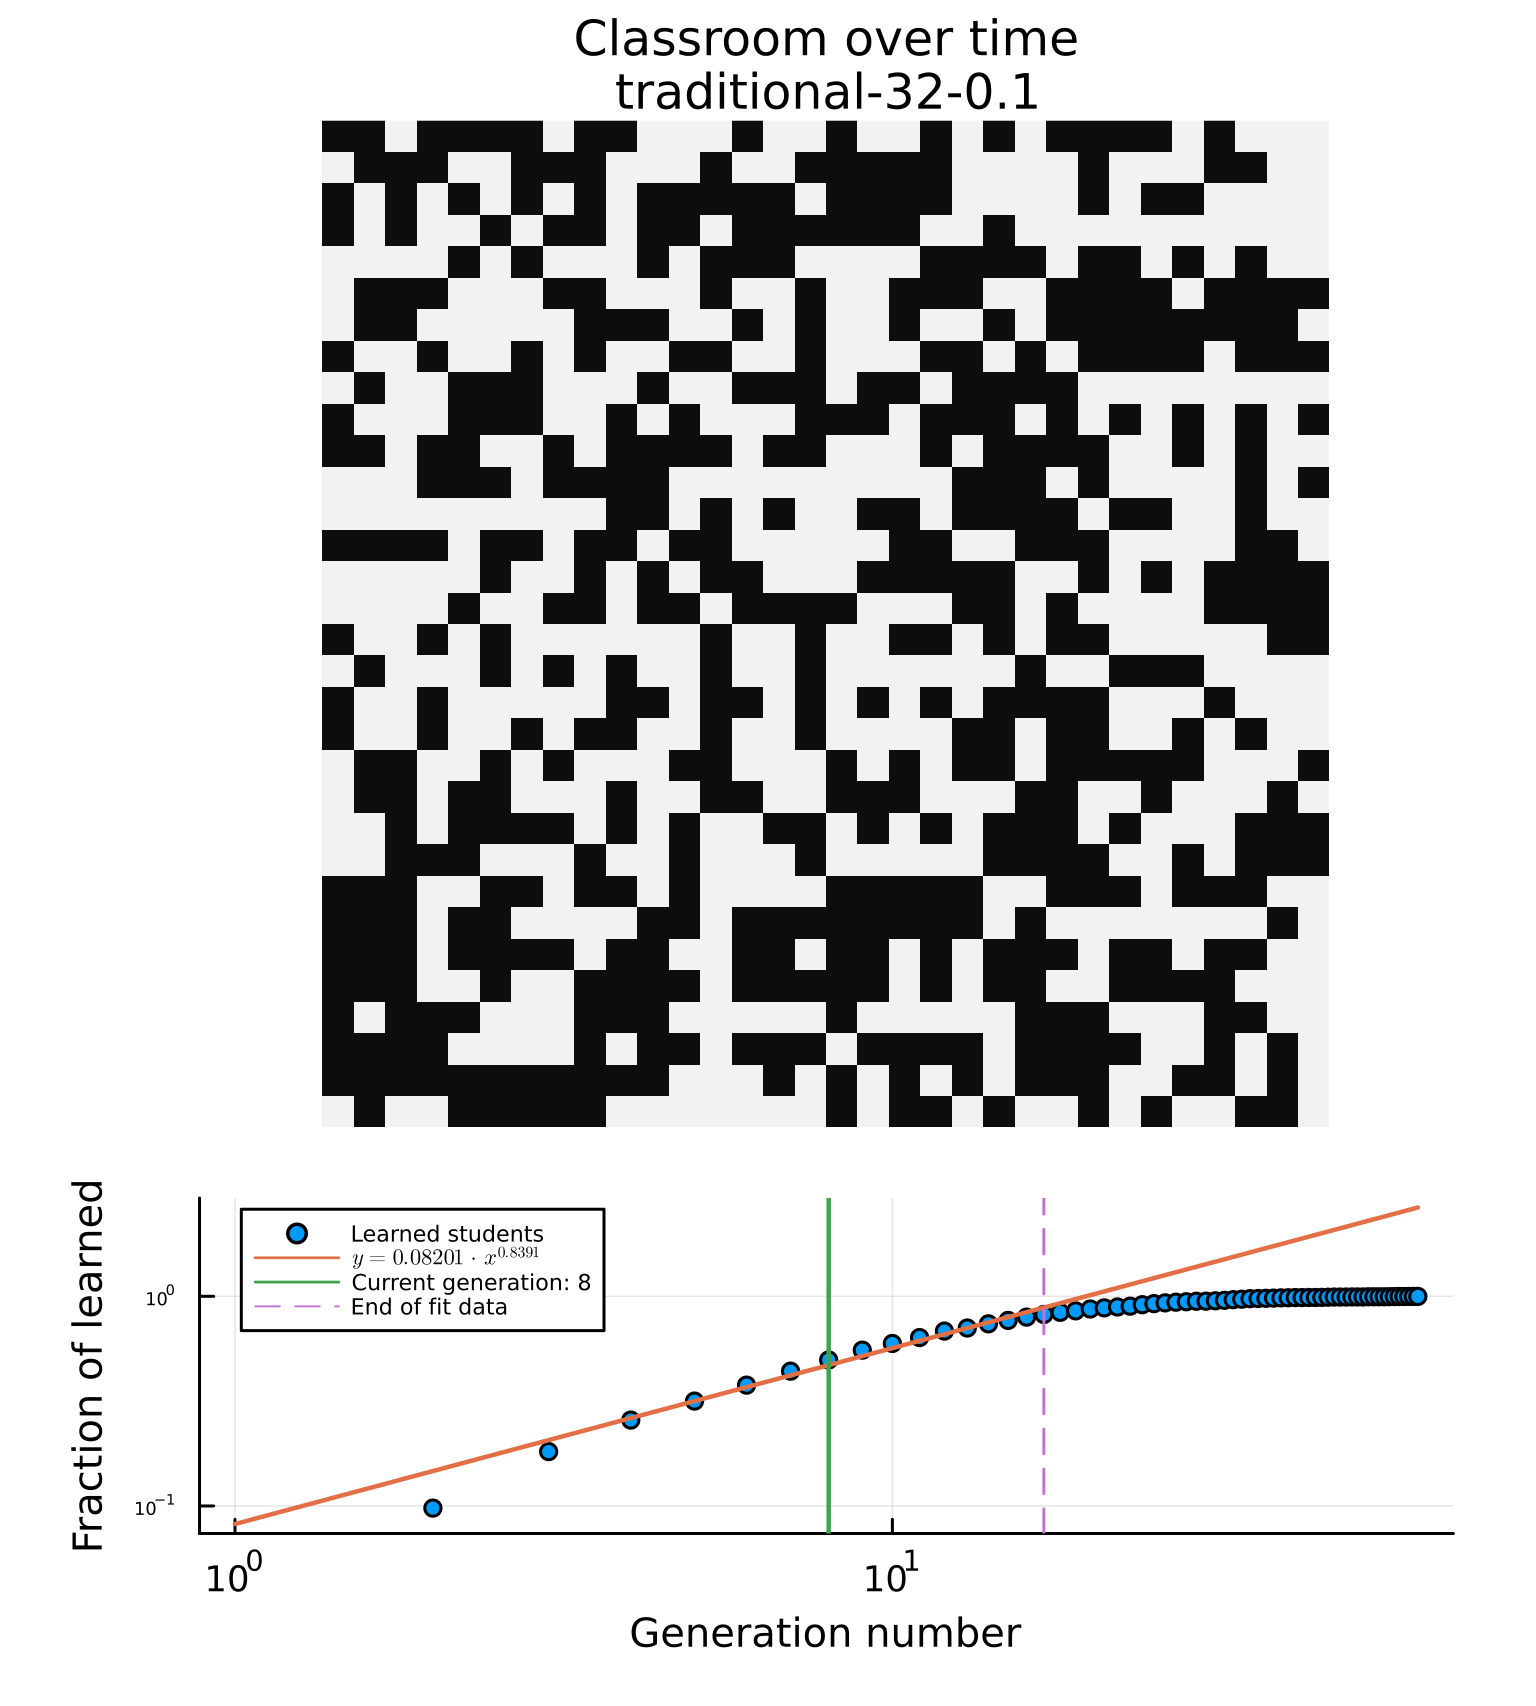 Classroom over time
traditional-32-0.1
Fraction of learned
Learned students
y = 0.08201 · x^0.8391
Current generation: 8
End of fit data
10^0
10^-1
10^0
10^1
Generation number